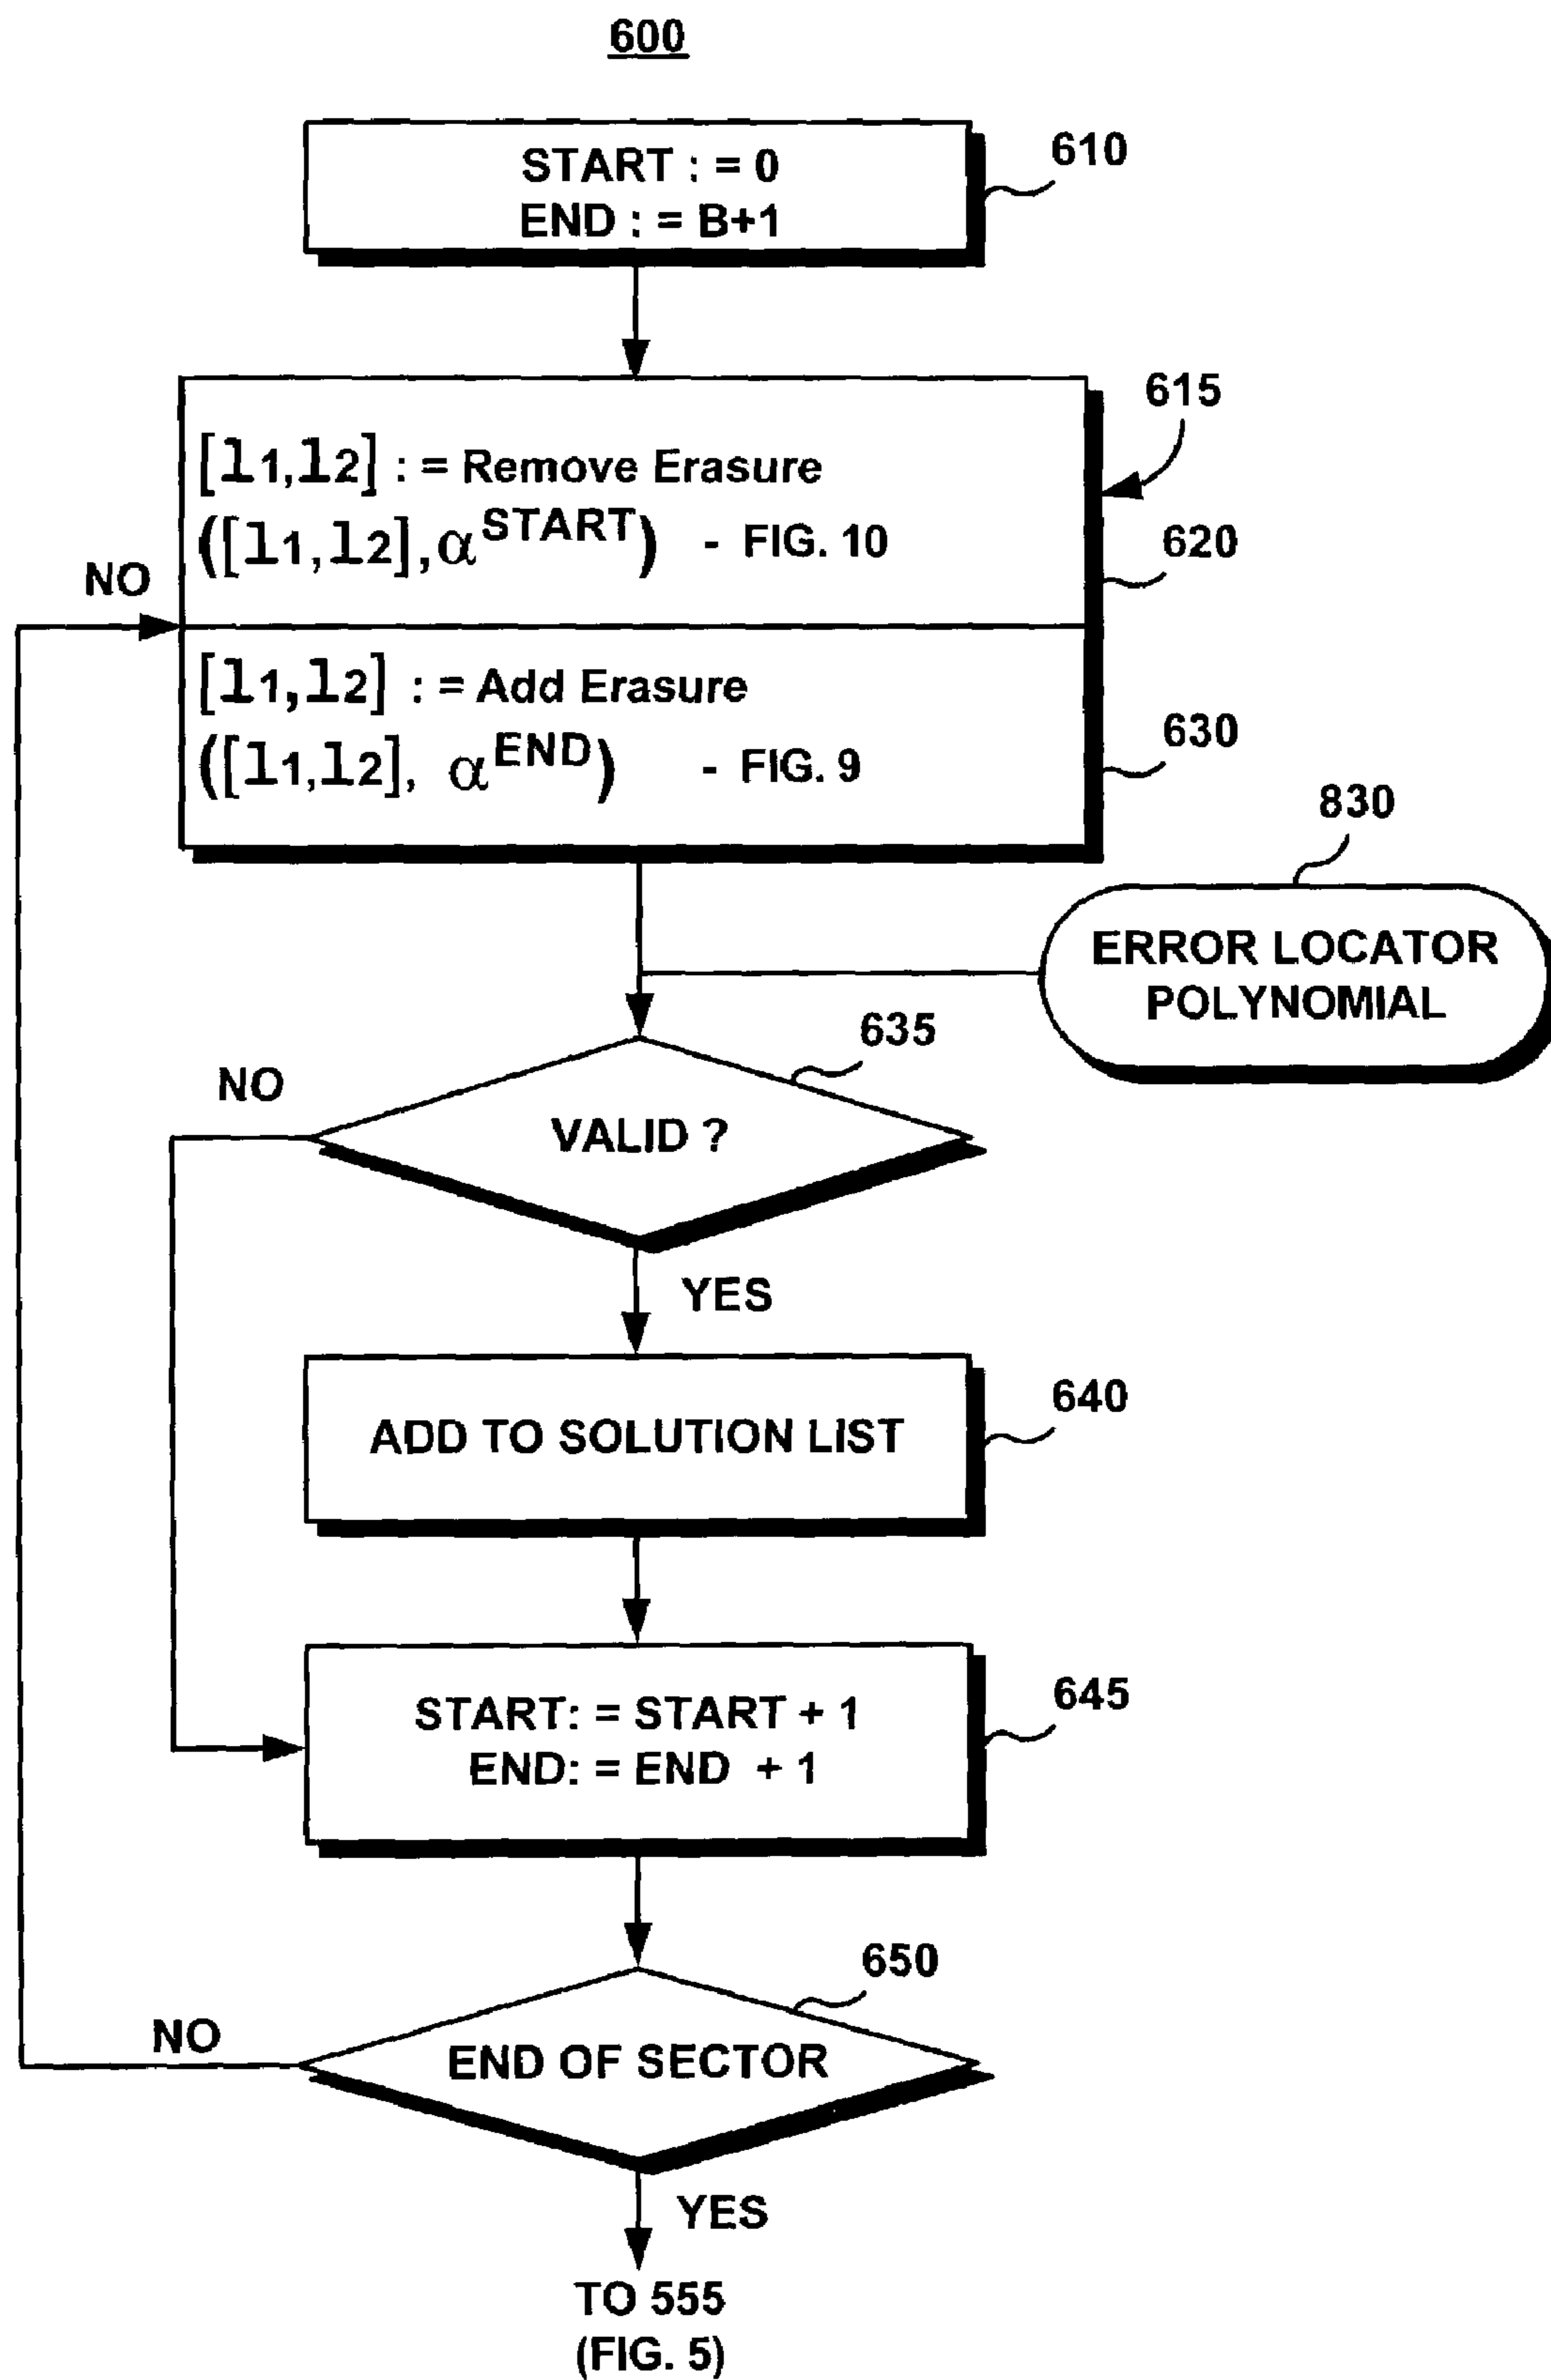 600
START : = 0
END : = B+1
610
[l1,l2] : = Remove Erasure
([l1,l2],α^START) - FIG. 10
615
620
NO
[l1,l2] : = Add Erasure
([l1,l2], α^END) - FIG. 9
630
830
ERROR LOCATOR
POLYNOMIAL
635
NO
VALID ?
YES
ADD TO SOLUTION LIST
640
START: = START + 1
END: = END + 1
645
650
NO
END OF SECTOR
YES
TO 555
(FIG. 5)